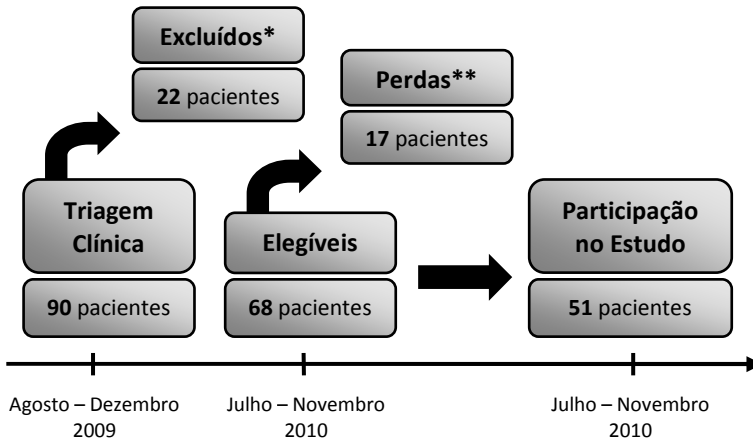 Excluídos*
22 pacientes
Perdas**
17 pacientes
Triagem
Clínica
90 pacientes
Elegíveis
68 pacientes
Participação
no Estudo
51 pacientes
Agosto – Dezembro
2009
Julho – Novembro
2010
Julho – Novembro
2010